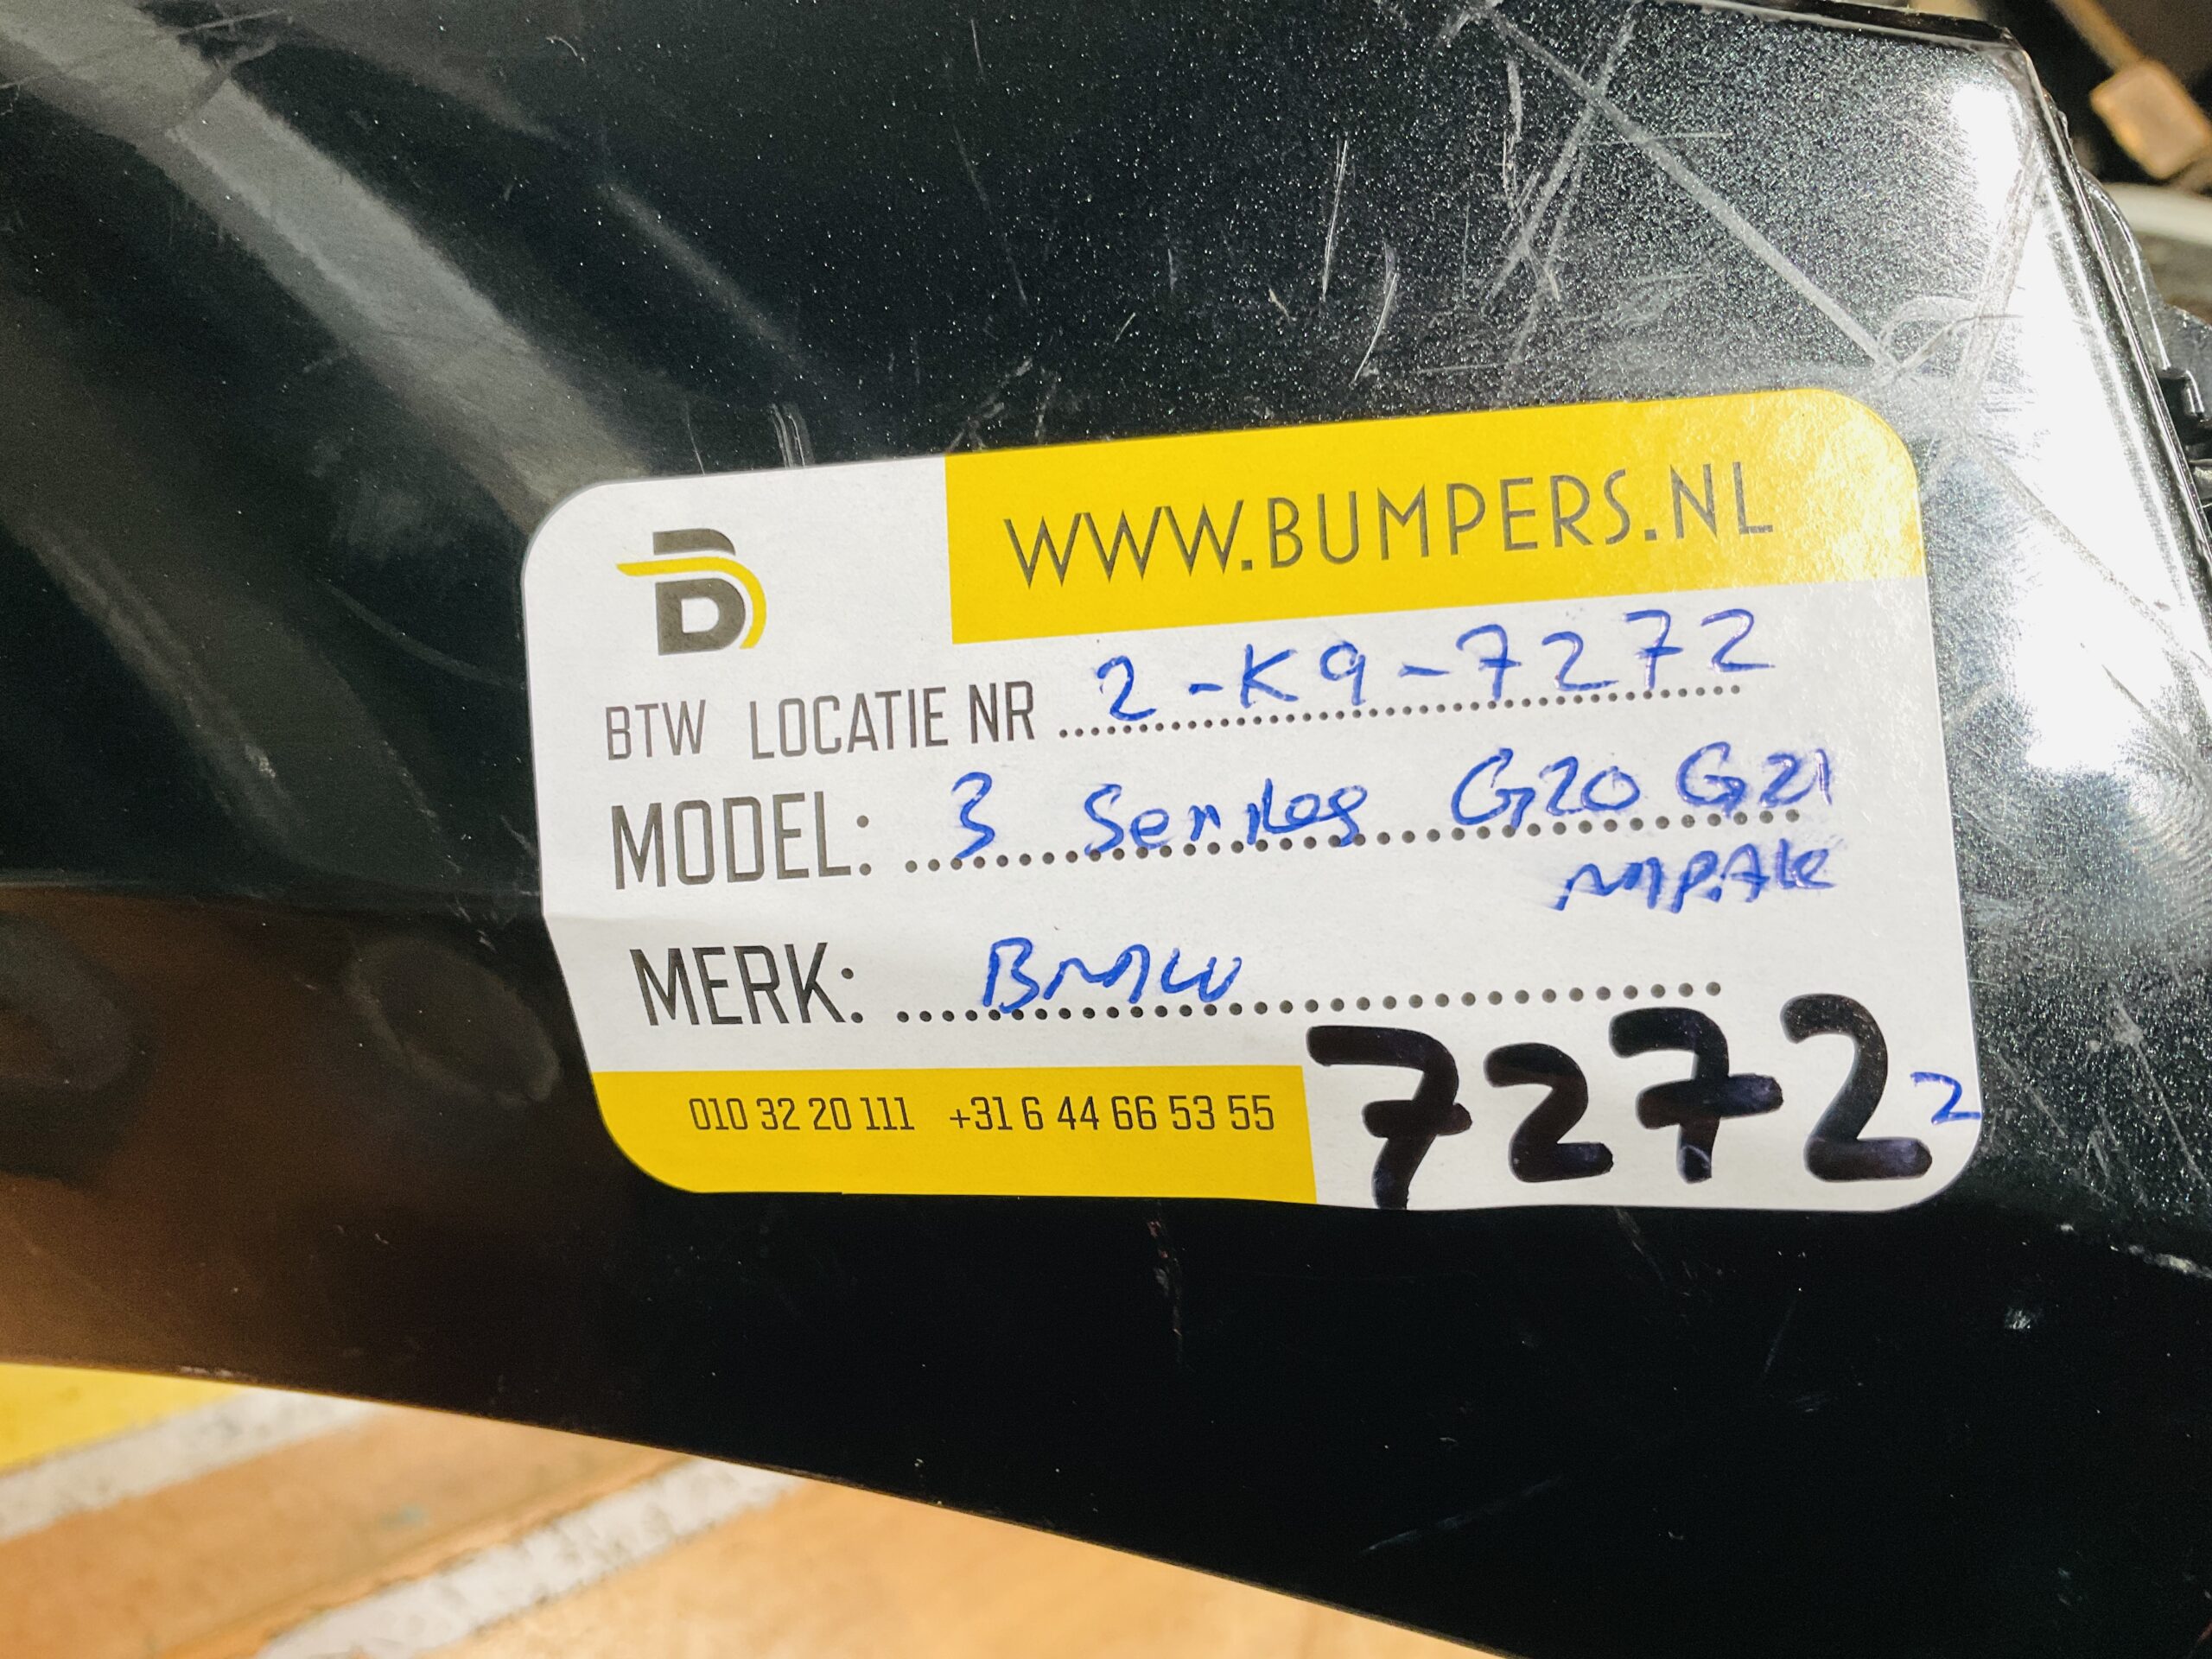 B
WWW.BUMPERS.NL
BTW LOCATIE NR 2-K9-7272
MODEL: 3 Series G20 G21
MPAK
MERK: BMW
7272 2
010 32 20 111 +31 6 44 66 53 55